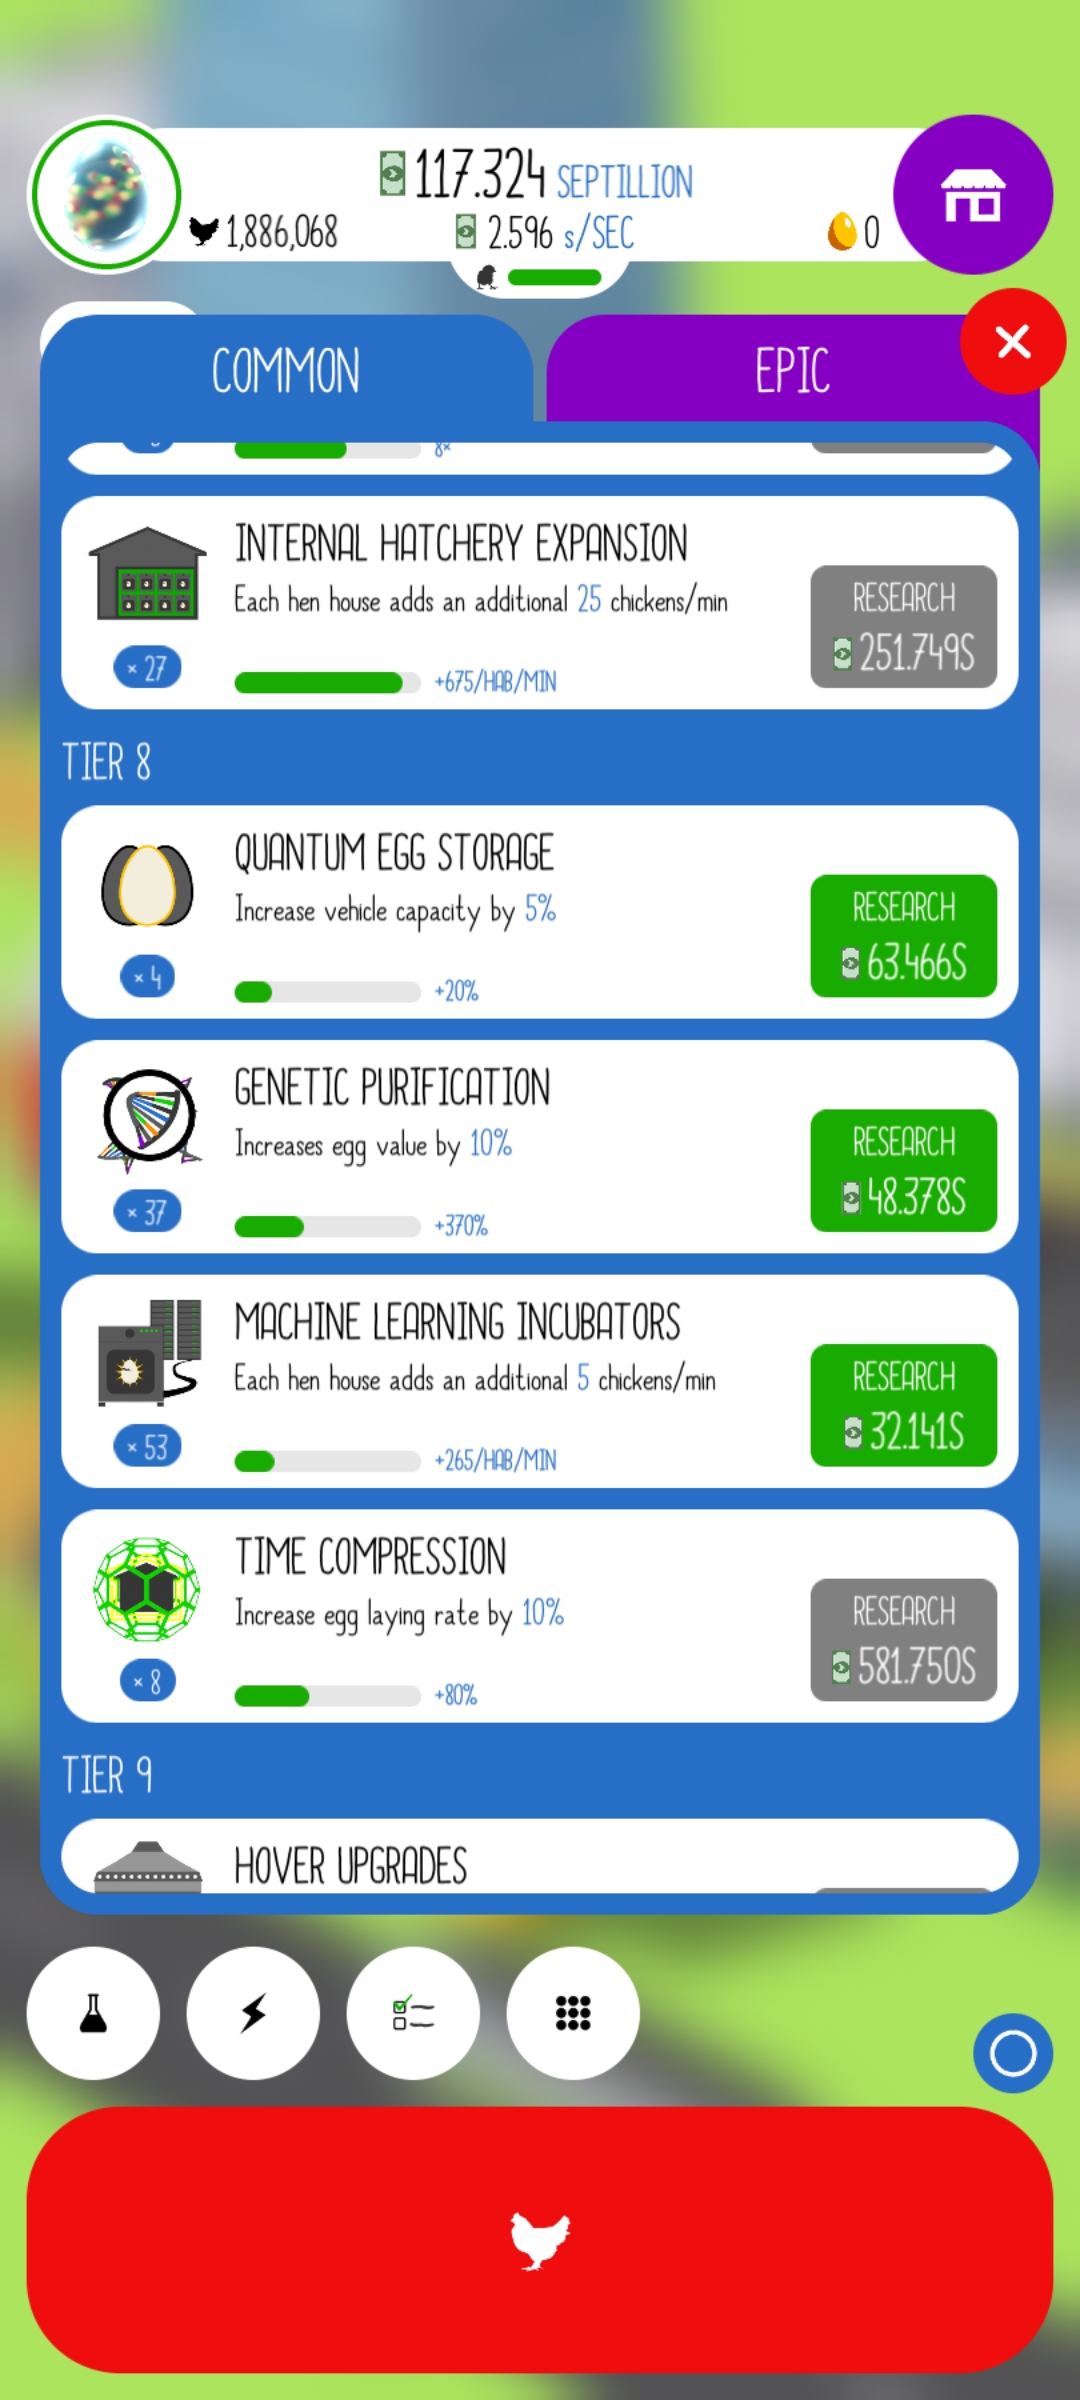 117.324 SEPTILLION
1,886,068
2.596 s/SEC
0
COMMON
EPIC
8×
INTERNAL HATCHERY EXPANSION
Each hen house adds an additional 25 chickens/min
RESEARCH
251.749S
× 27
+675/HAB/MIN
TIER 8
QUANTUM EGG STORAGE
Increase vehicle capacity by 5%
RESEARCH
63.466S
× 4
+20%
GENETIC PURIFICATION
Increases egg value by 10%
RESEARCH
48.378S
× 37
+370%
MACHINE LEARNING INCUBATORS
Each hen house adds an additional 5 chickens/min
RESEARCH
32.141S
× 53
+265/HAB/MIN
TIME COMPRESSION
Increase egg laying rate by 10%
RESEARCH
581.750S
× 8
+80%
TIER 9
HOVER UPGRADES